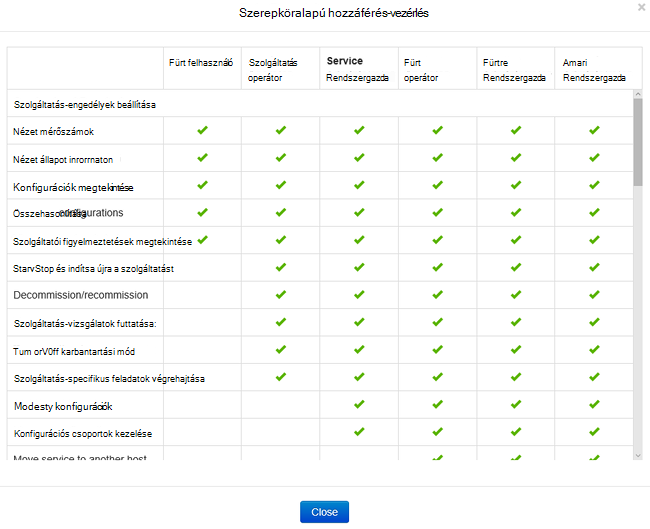 Szerepköralapú hozzáférés-vezérlés
×
Fürt felhasználó
Szolgáltatás operátor
Service Rendszergazda
Fürt operátor
Fürtre Rendszergazda
Amari Rendszergazda
Szolgáltatás-engedélyek beállítása
Nézet mérőszámok
Nézet állapot inrorrnaton
Konfigurációk megtekintése
Összehasonlítása configurations
Szolgáltatói figyelmeztetések megtekintése
StarvStop és indítsa újra a szolgáltatást
Decommission/recommission
Szolgáltatás-vizsgálatok futtatása:
Tum orV0ff karbantartási mód
Szolgáltatás-specifikus feladatok végrehajtása
Modesty konfigurációk
Konfigurációs csoportok kezelése
Move service to another host
Close